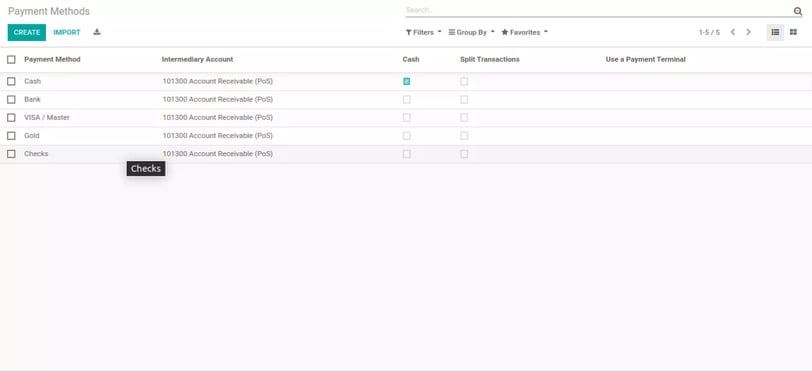 Payment Methods
Search...
CREATE IMPORT Filters Group By Favorites 1-5 / 5
Payment Method Intermediary Account Cash Split Transactions Use a Payment Terminal
Cash 101300 Account Receivable (PoS)
Bank 101300 Account Receivable (PoS)
VISA / Master 101300 Account Receivable (PoS)
Gold 101300 Account Receivable (PoS)
Checks 101300 Account Receivable (PoS)
Checks